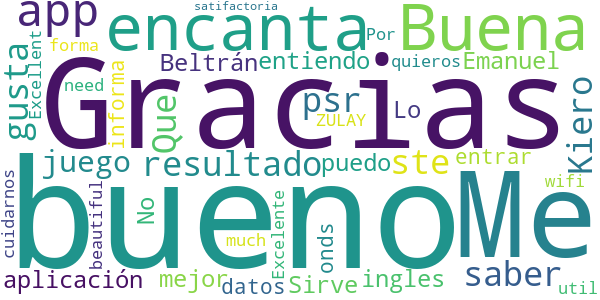 satifactoria
app
encanta
Buena
Excellent
forma
gusta
informa
Gracias
Por
Beltrán
entiendo
quieros
Emanuel
need
Que
psr
Lo
ZULAY
Kiero
juego
resultado
puedo
ste
entrar
cuidarnos
beautiful
bueno
Me
No
wifi
much
Excelente
onds
saber
aplicación
mejor
datos
Sirve
ingles
util